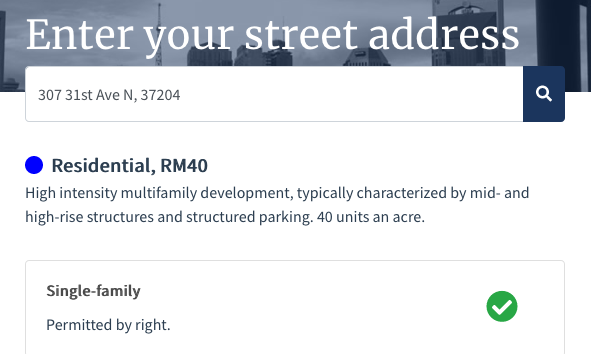 Enter your street address
307 31st Ave N, 37204
Residential, RM40
High intensity multifamily development, typically characterized by mid- and
high-rise structures and structured parking. 40 units an acre.
Single-family
Permitted by right.